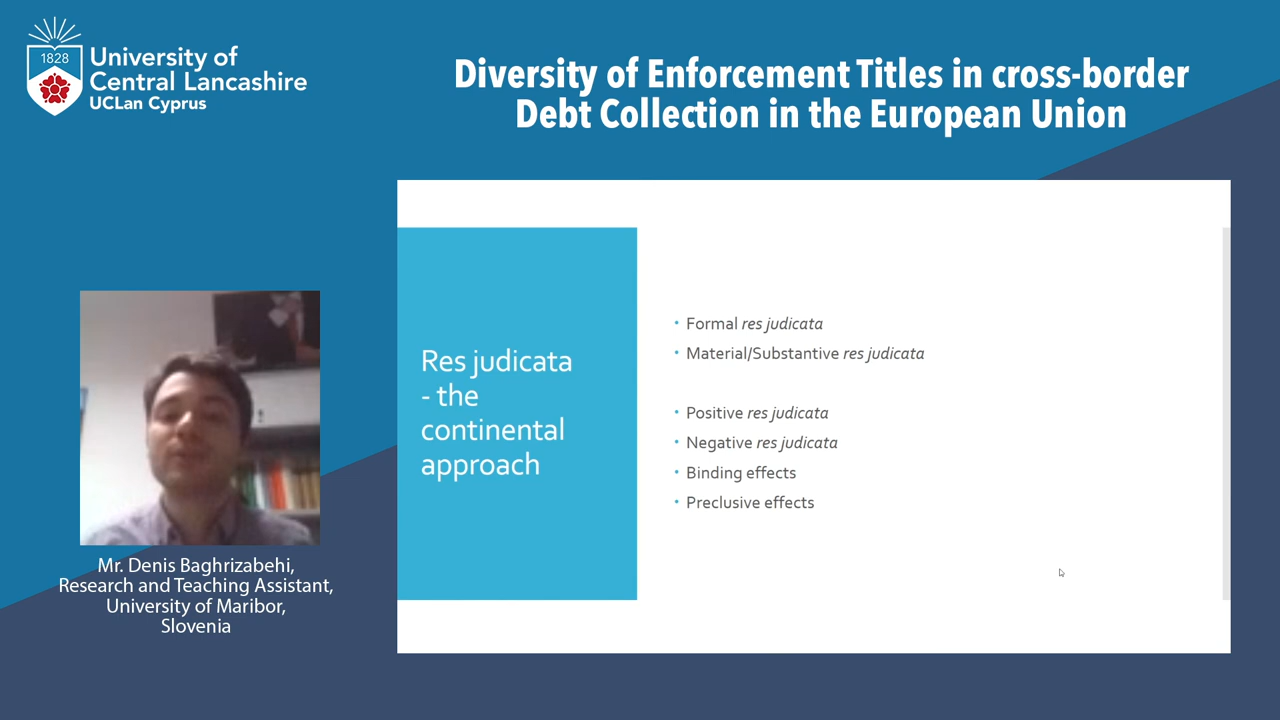 1828
University of
Central Lancashire
UCLan Cyprus
Diversity of Enforcement Titles in cross-border
Debt Collection in the European Union
Res judicata
- the
continental
approach
• Formal res judicata
• Material/Substantive res judicata
• Positive res judicata
• Negative res judicata
• Binding effects
• Preclusive effects
Mr. Denis Baghrizabehi,
Research and Teaching Assistant,
University of Maribor,
Slovenia